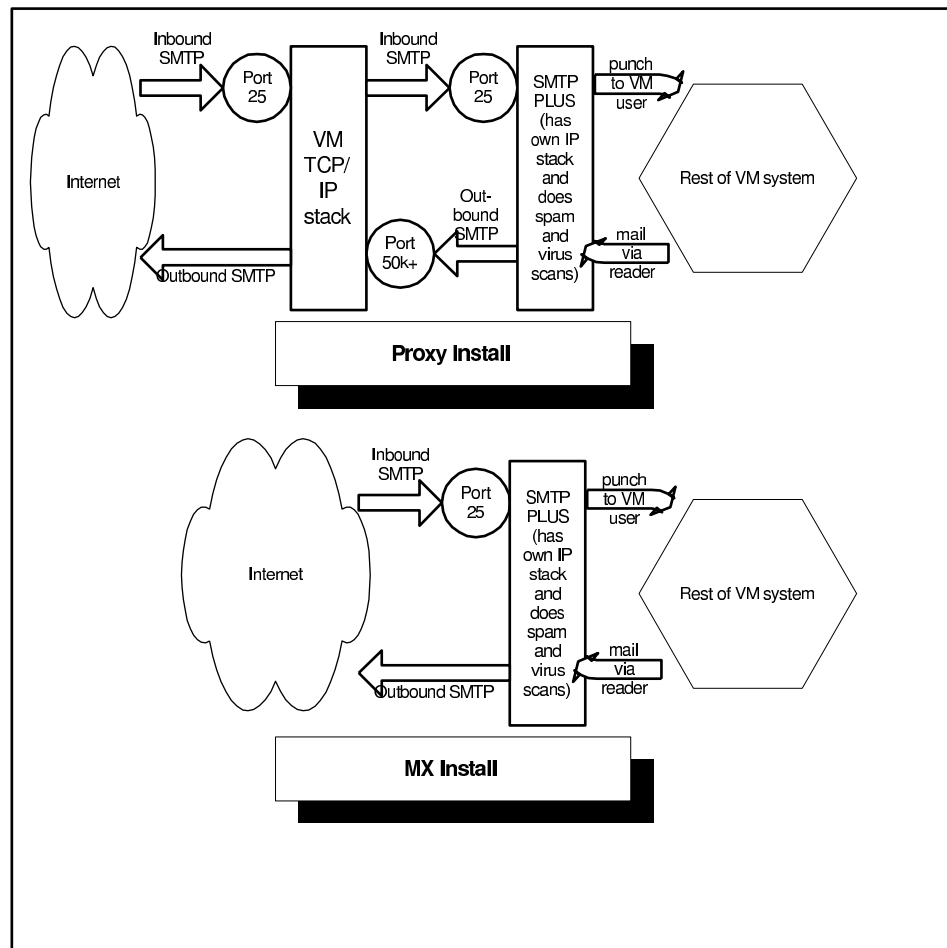 Inbound
SMTP
Port
25
Inbound
SMTP
Port
25
punch
to VM
user
Internet
VM
TCP/
IP
stack
SMTP
PLUS
(has
own IP
stack
and
does
spam
and
virus
scans)
Rest of VM system
Out-
bound
SMTP
Port
50k+
Outbound SMTP
mail
via
reader
Proxy Install
Inbound
SMTP
Port
25
SMTP
PLUS
(has
own IP
stack
and
does
spam
and
virus
scans)
punch
to VM
user
Internet
Rest of VM system
Outbound SMTP
mail
via
reader
MX Install